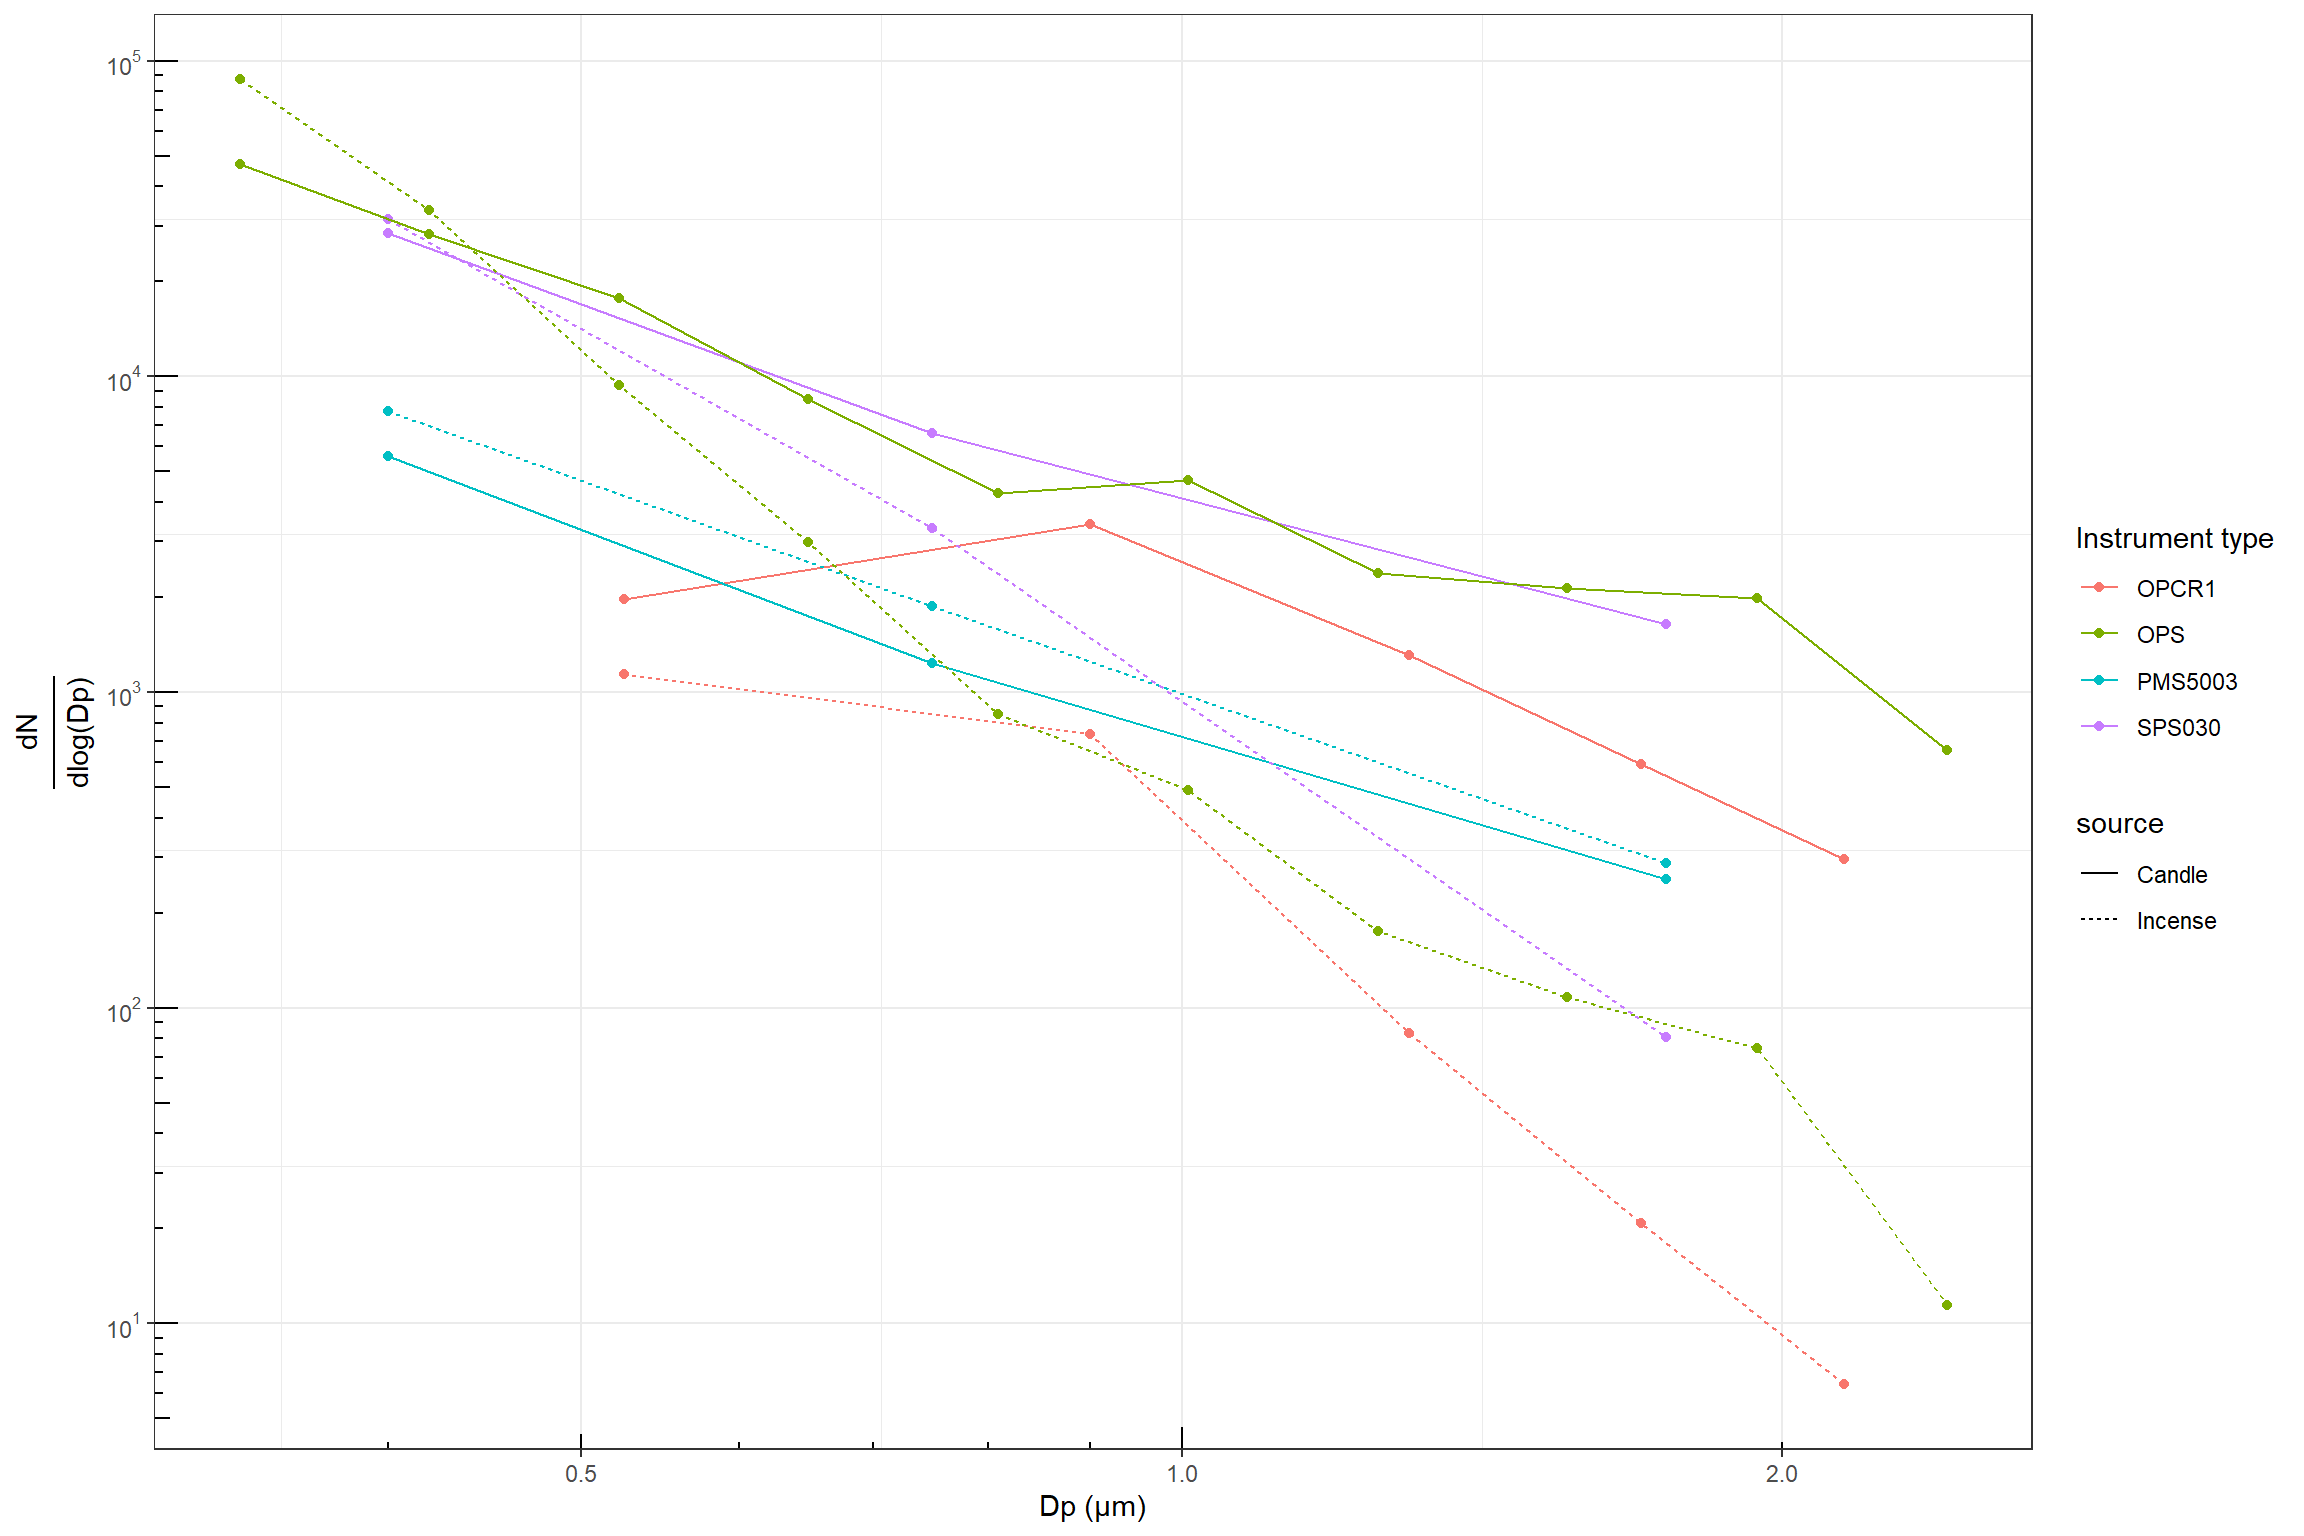 10^5
10^4
10^3
10^2
10^1
dN
dlog(Dp)
0.5
1.0
2.0
Dp (µm)
Instrument type
OPCR1
OPS
PMS5003
SPS030
source
Candle
Incense